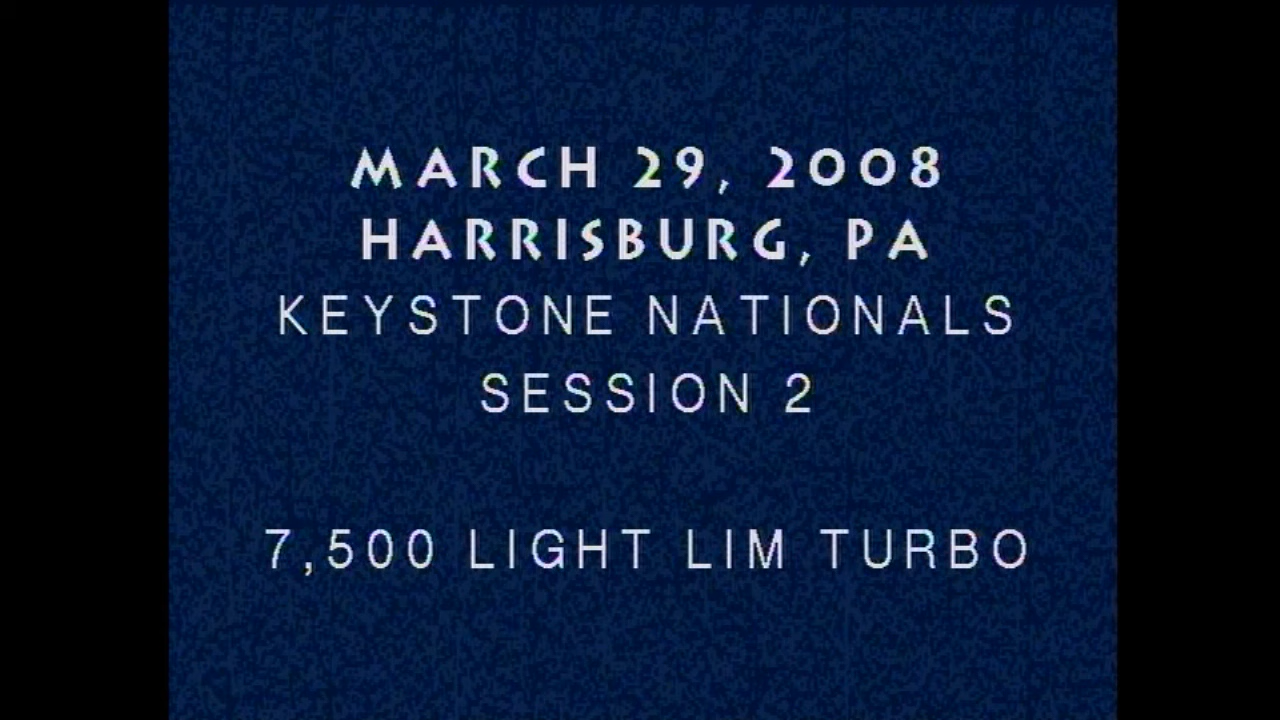 MARCH 29, 2008
HARRISBURG, PA
KEYSTONE NATIONALS
SESSION 2
7,500 LIGHT LIM TURBO